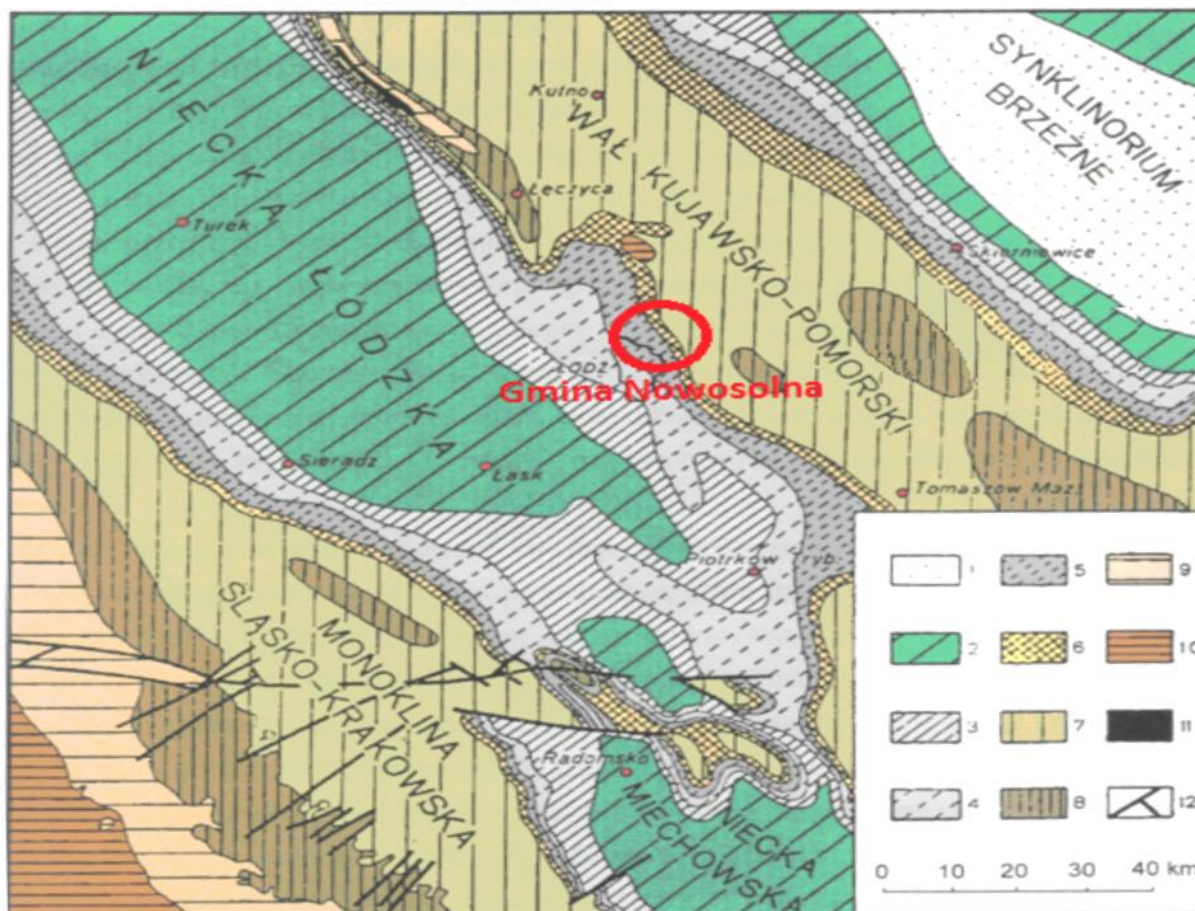 NIECKA ŁÓDZKA
SYNKLINORIUM
BRZEŻNE
Kutno
WAŁ KUJAWSKO-POMORSKI
Łęczyca
Turek
Skierniewice
ŁÓDŹ
Gmina Nowosolna
Sieradz
Łask
Tomaszów Maz.
Piotrków Tryb.
MONOKLINA
ŚLĄSKO-KRAKOWSKA
Radomsko
NIECKA
MIECHOWSKA
1 5 9
2 6 10
3 7 11
4 8 12
0 10 20 30 40 km